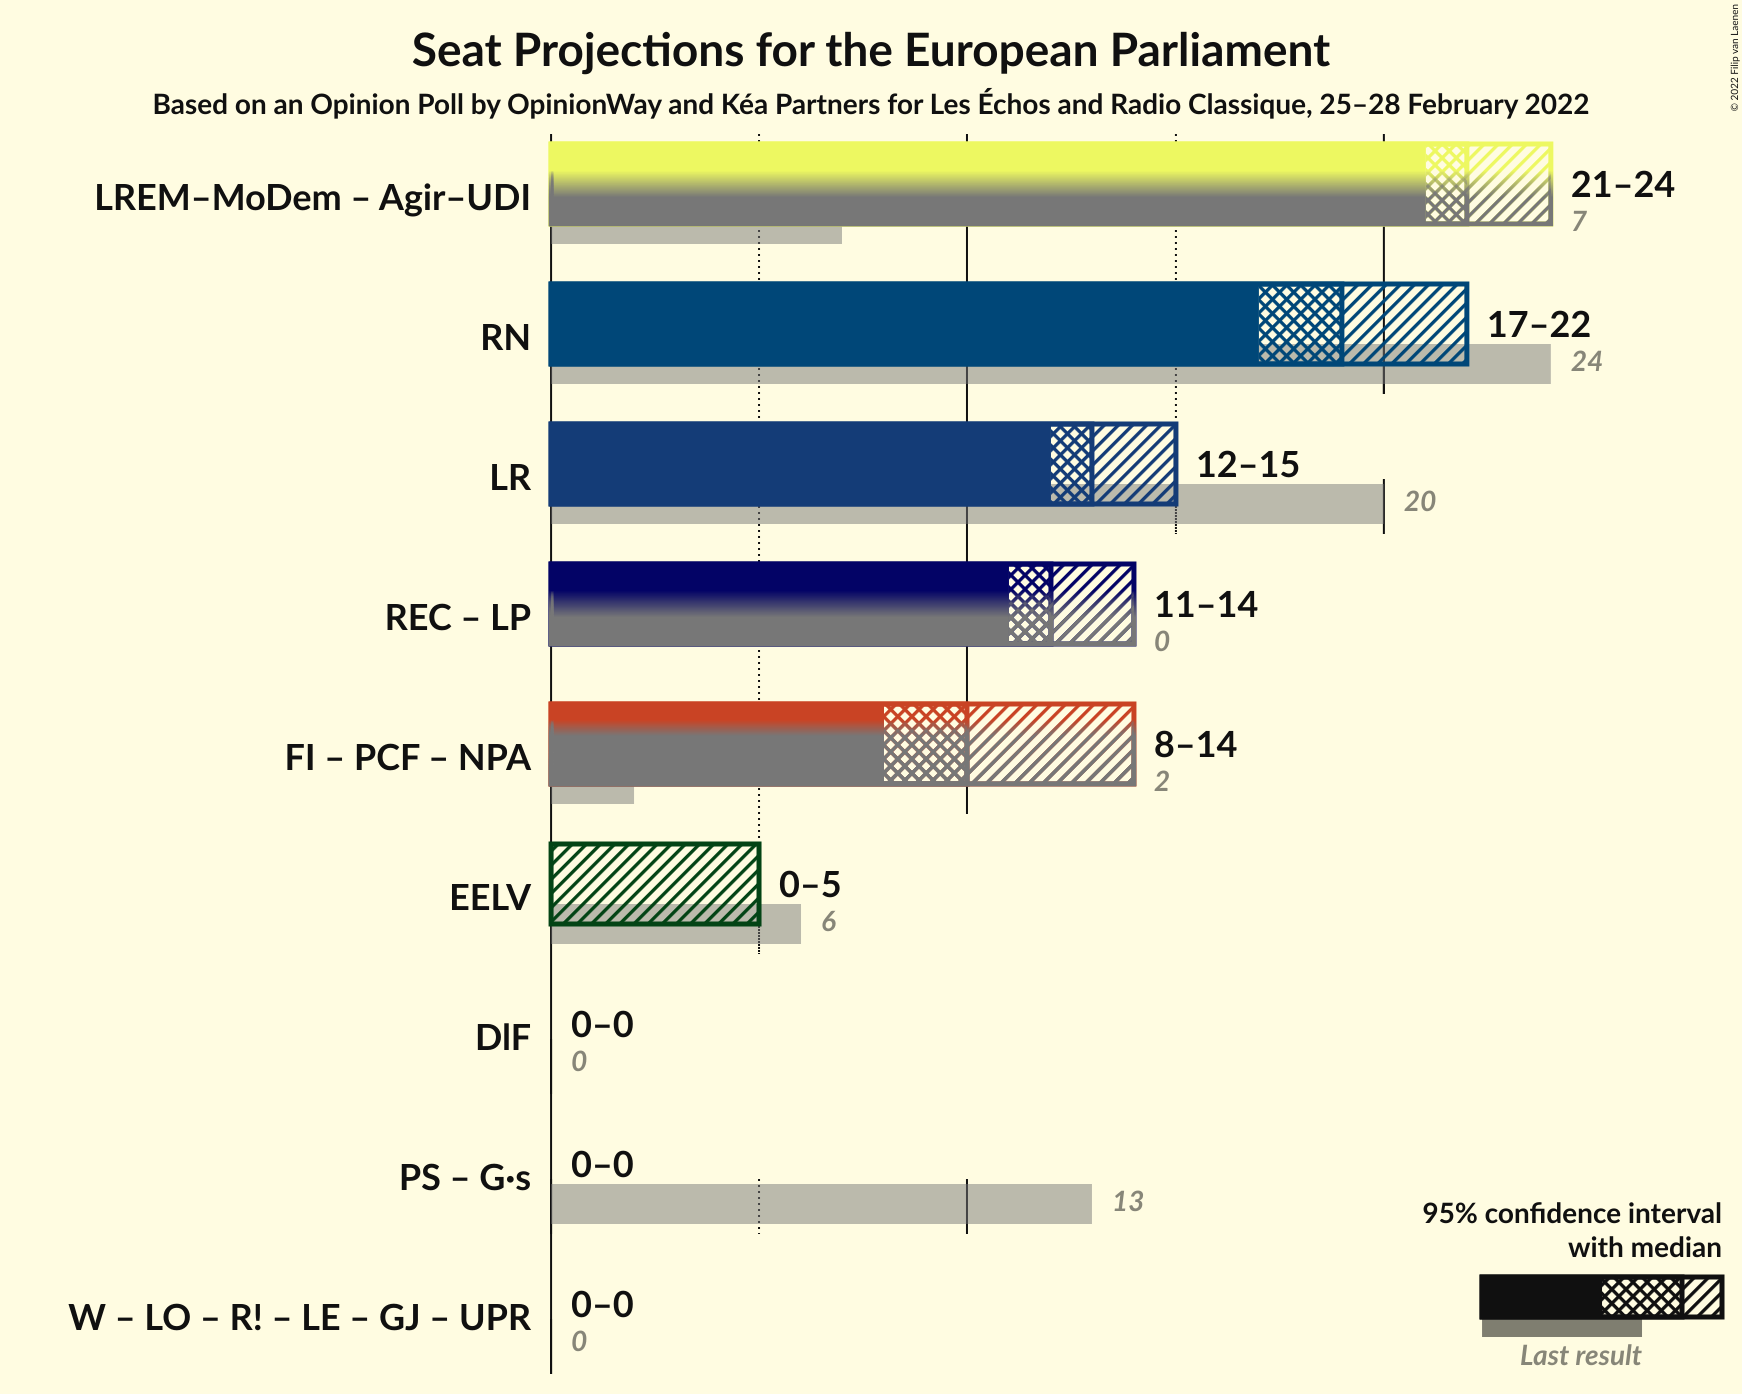 Seat Projections for the European Parliament
Based on an Opinion Poll by OpinionWay and Kéa Partners for Les Échos and Radio Classique, 25–28 February 2022
© 2022 Filip van Laenen
LREM–MoDem – Agir–UDI
21–24
7
RN
17–22
24
LR
12–15
20
REC – LP
11–14
0
FI – PCF – NPA
8–14
2
EELV
0–5
6
DlF
0–0
0
PS – G·s
0–0
13
W – LO – R! – LE – GJ – UPR
0–0
0
95% confidence interval
with median
Last result